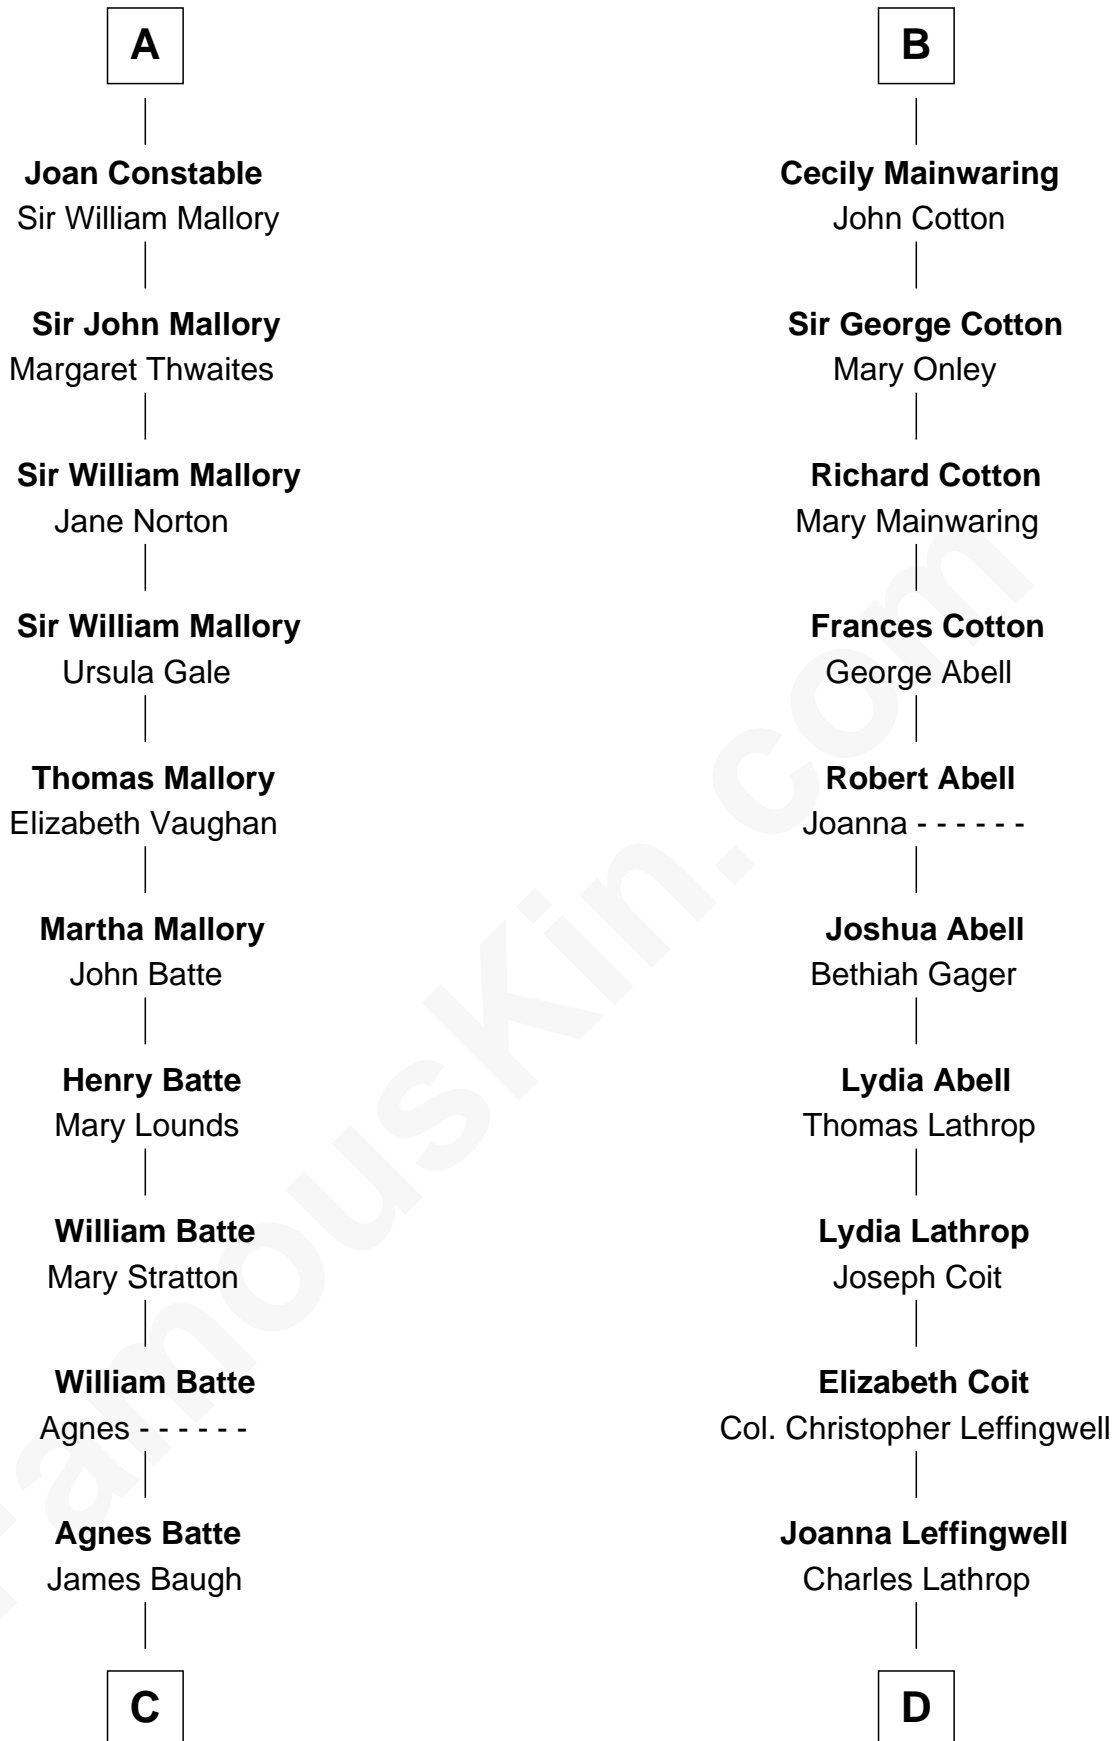 A
Joan Constable
Sir William Mallory
Sir John Mallory
Margaret Thwaites
Sir William Mallory
Jane Norton
Sir William Mallory
Ursula Gale
Thomas Mallory
Elizabeth Vaughan
Martha Mallory
John Batte
Henry Batte
Mary Lounds
William Batte
Mary Stratton
William Batte
Agnes - - - - - -
Agnes Batte
James Baugh
C
B
Cecily Mainwaring
John Cotton
Sir George Cotton
Mary Onley
Richard Cotton
Mary Mainwaring
Frances Cotton
George Abell
Robert Abell
Joanna - - - - - -
Joshua Abell
Bethiah Gager
Lydia Abell
Thomas Lathrop
Lydia Lathrop
Joseph Coit
Elizabeth Coit
Col. Christopher Leffingwell
Joanna Leffingwell
Charles Lathrop
D
FamousKin.com